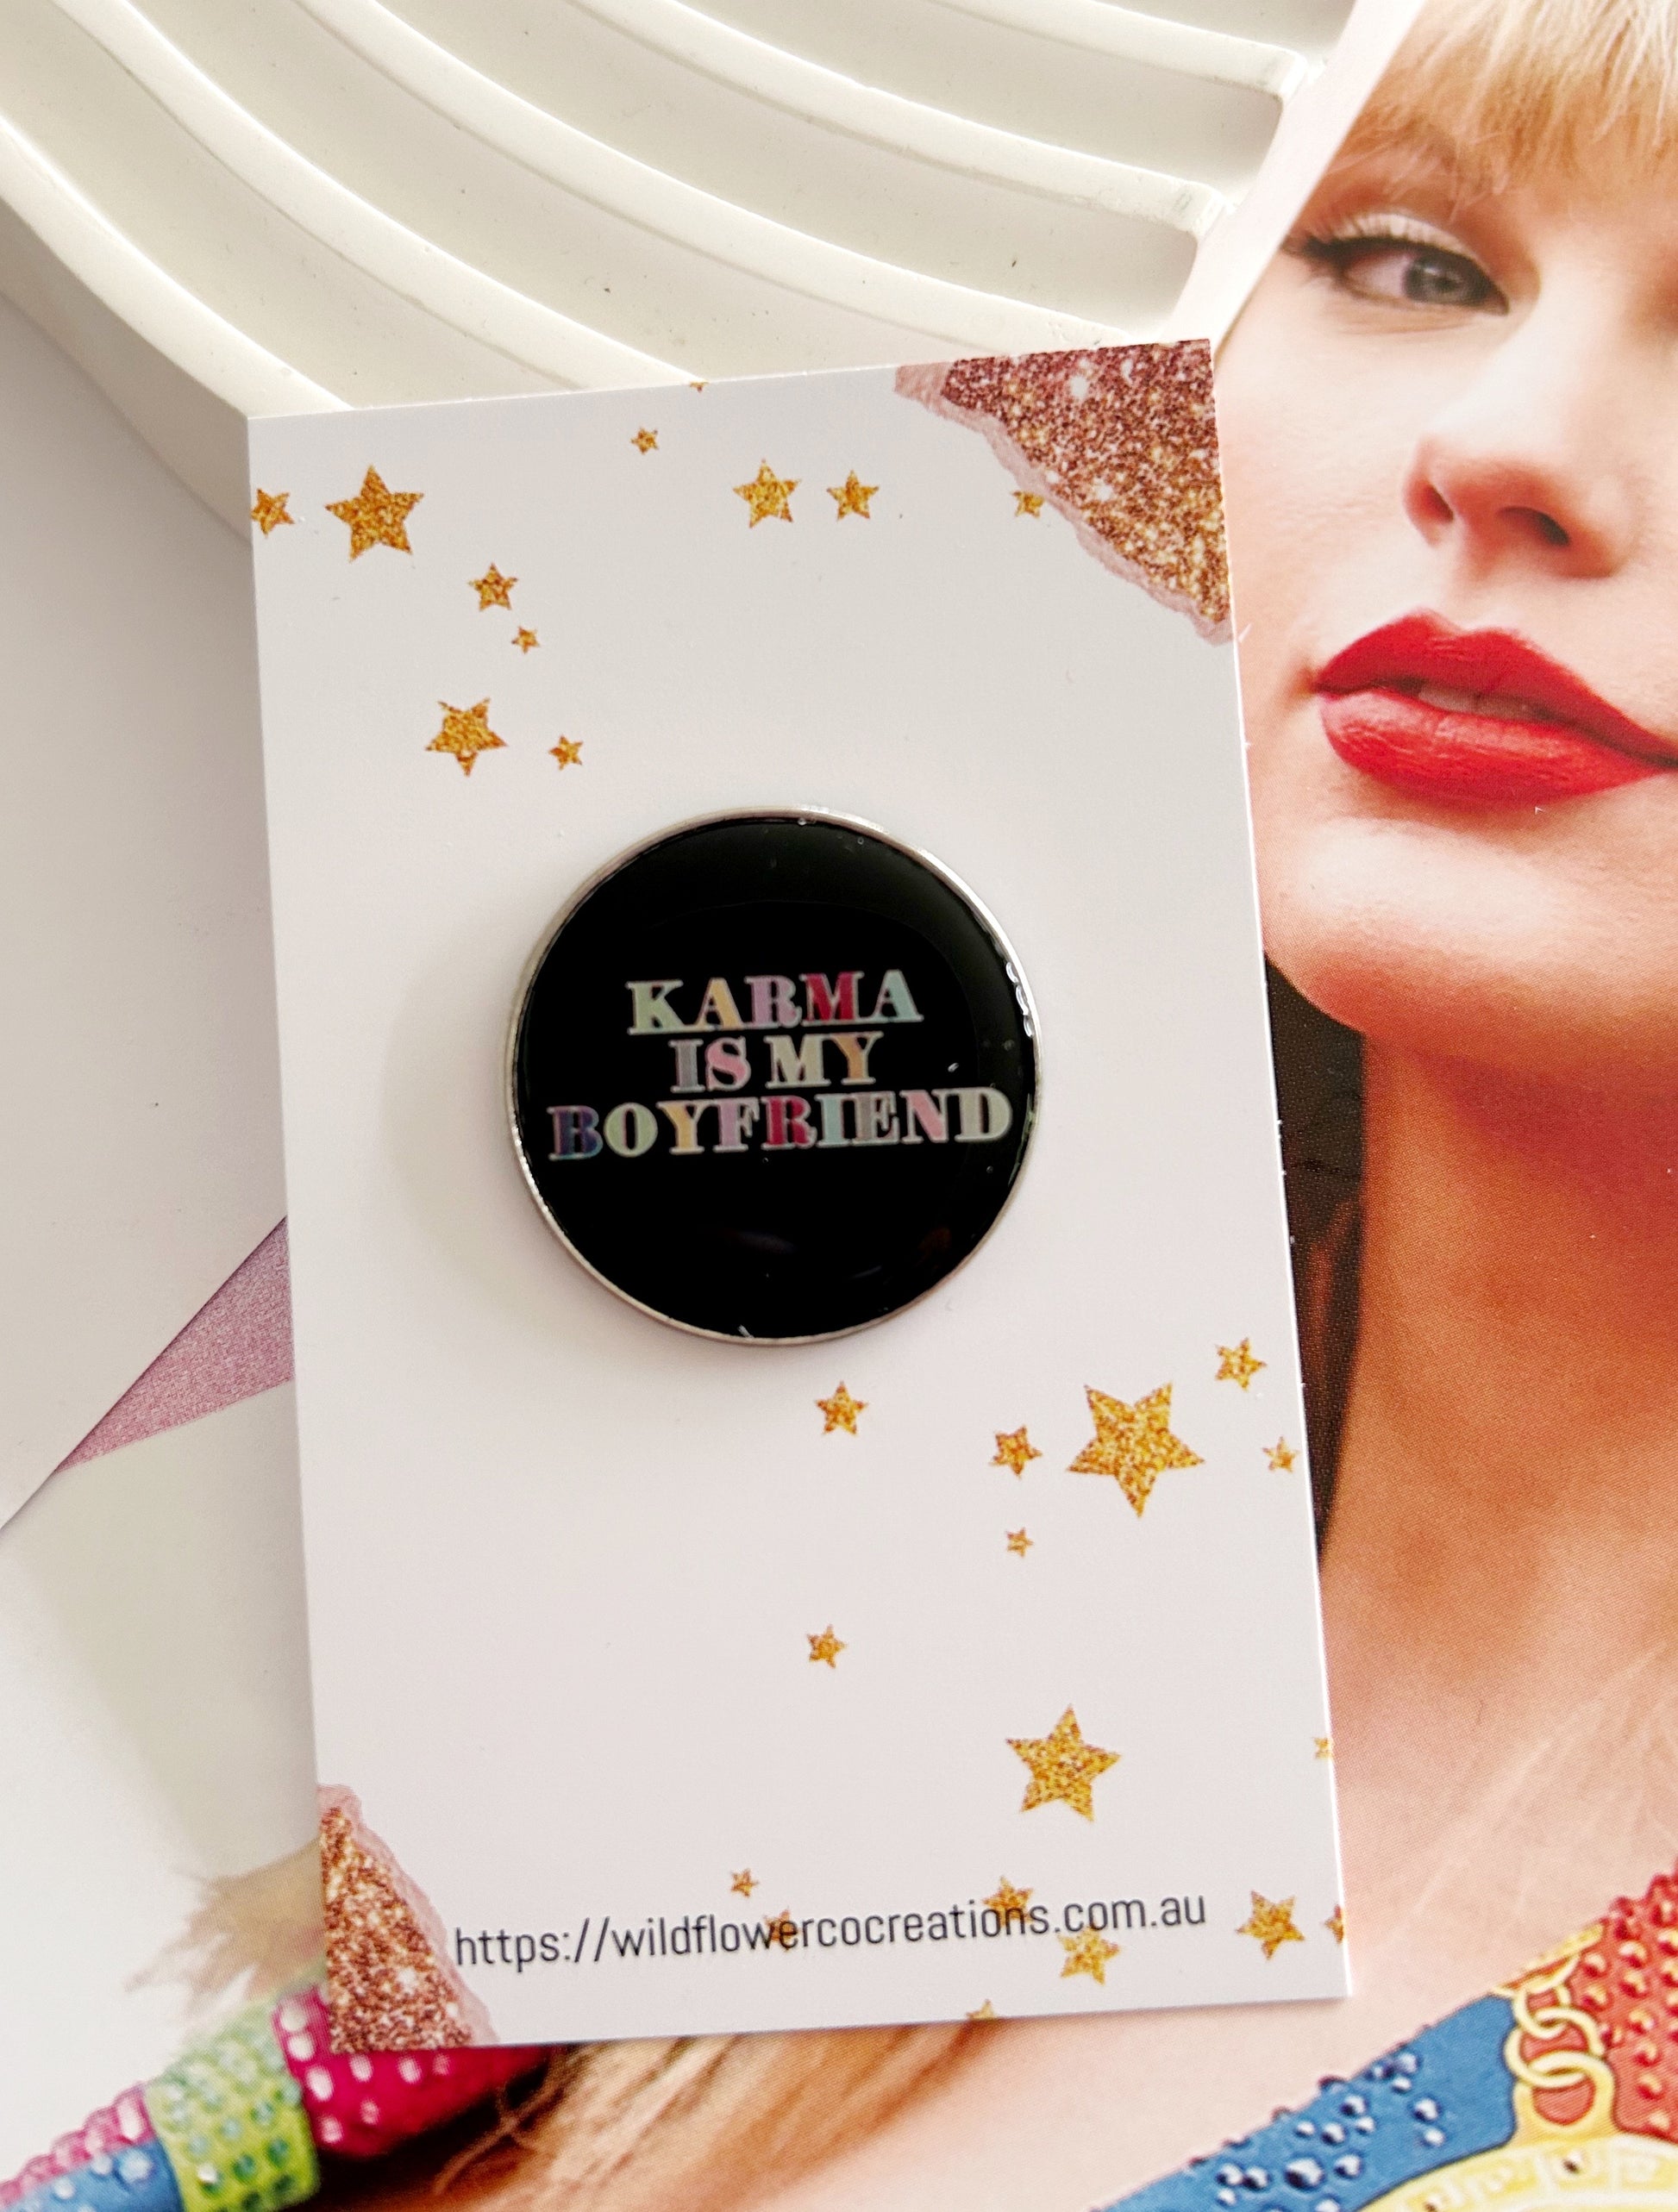 KARMA
IS MY
BOYFRIEND
https://wildflowercocreations.com.au